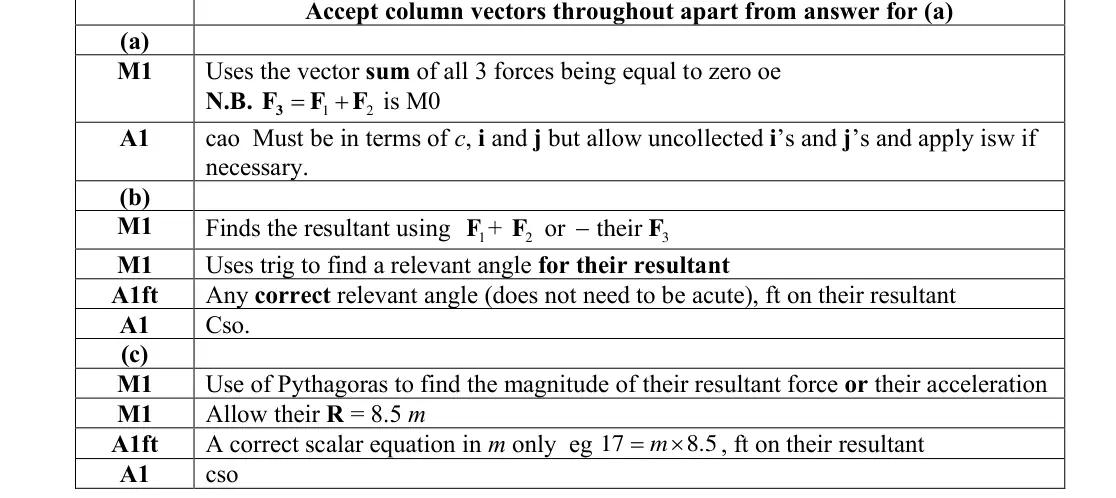 Accept column vectors throughout apart from answer for (a)
(a)
M1 Uses the vector sum of all 3 forces being equal to zero oe
N.B. F₃ = F₁ + F₂ is M0
A1 cao Must be in terms of c, i and j but allow uncollected i's and j's and apply isw if
necessary.
(b)
M1 Finds the resultant using F₁ + F₂ or – their F₃
M1 Uses trig to find a relevant angle for their resultant
A1ft Any correct relevant angle (does not need to be acute), ft on their resultant
A1 Cso.
(c)
M1 Use of Pythagoras to find the magnitude of their resultant force or their acceleration
M1 Allow their R = 8.5 m
A1ft A correct scalar equation in m only eg 17 = m×8.5, ft on their resultant
A1 cso